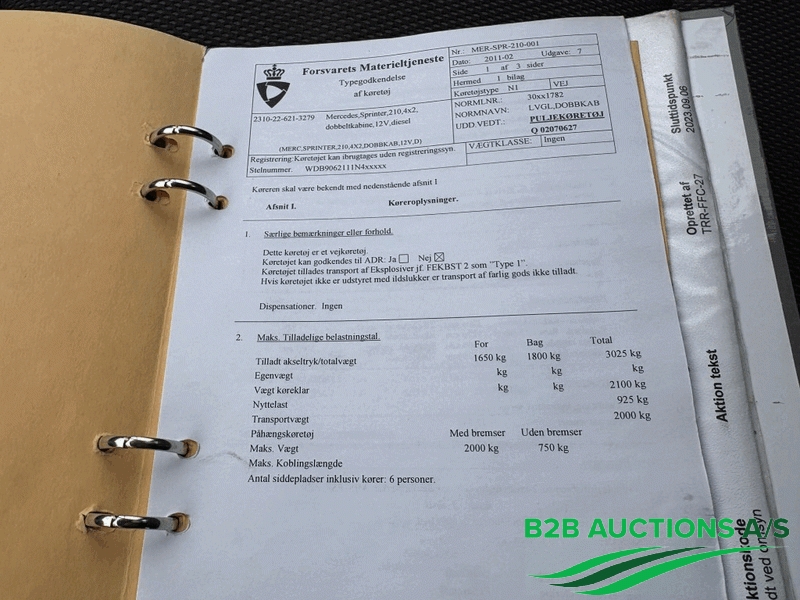 Forsvarets Materieltjeneste
Typegodkendelse
af køretøj
Nr.: MER-SPR-210-001
Dato: 2011-02 Udgave: 7
Side 1 af 3 sider
Hermed 1 bilag
Køretøjstype N1 VEJ
2310-22-621-3279 Mercedes,Sprinter,210,4x2,
dobbeltkabine,12V,diesel
(MERC,SPRINTER,210,4X2,DOBBKAB,12V,D)
NORMLNR.: 30xx1782
NORMNAVN: LVGL,DOBBKAB
UDD.VEDT.: PULJEKØRETØJ
Q 02070627
Registrering: Køretøjet kan ibrugtages uden registreringssyn.
VÆGTKLASSE: Ingen
Stelnummer. WDB9062111N4xxxxx
Køreren skal være bekendt med nedenstående afsnit I
Afsnit I. Køreroplysninger.
1. Særlige bemærkninger eller forhold.
Dette køretøj er et vejkøretøj.
Køretøjet kan godkendes til ADR: Ja ☐ Nej ☒
Køretøjet tillades transport af Eksplosiver jf. FEKBST 2 som "Type 1".
Hvis køretøjet ikke er udstyret med ildslukker is transport af farlig gods ikke tilladt.
Dispensationer. Ingen
2. Maks. Tilladelige belastningstal.
For Bag Total
Tilladt akseltryk/totalvægt 1650 kg 1800 kg 3025 kg
Egenvægt kg kg kg
Vægt køreklar kg kg 2100 kg
Nyttelast 925 kg
Transportvægt 2000 kg
Påhængskøretøj Med bremser Uden bremser
Maks. Vægt 2000 kg 750 kg
Maks. Koblingslængde
Antal siddepladser inklusiv kører: 6 personer.
Sluttidspunkt
2023.09.06
Oprettet af
TRR-FFC-27
Aktion tekst
B2B AUCTIONS A/S